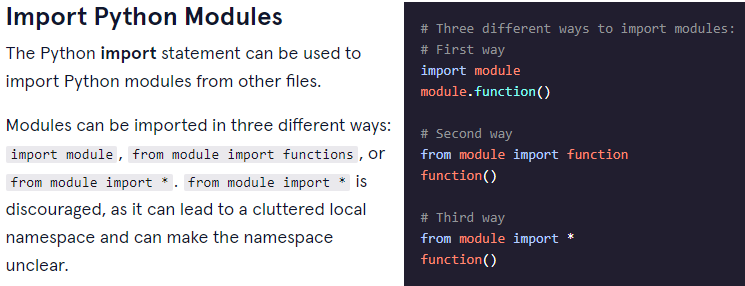 Import Python Modules
The Python import statement can be used to
import Python modules from other files.
Modules can be imported in three different ways:
import module, from module import functions, or
from module import *. from module import * is
discouraged, as it can lead to a cluttered local
namespace and can make the namespace
unclear.
# Three different ways to import modules:
# First way
import module
module.function()
# Second way
from module import function
function()
# Third way
from module import *
function()